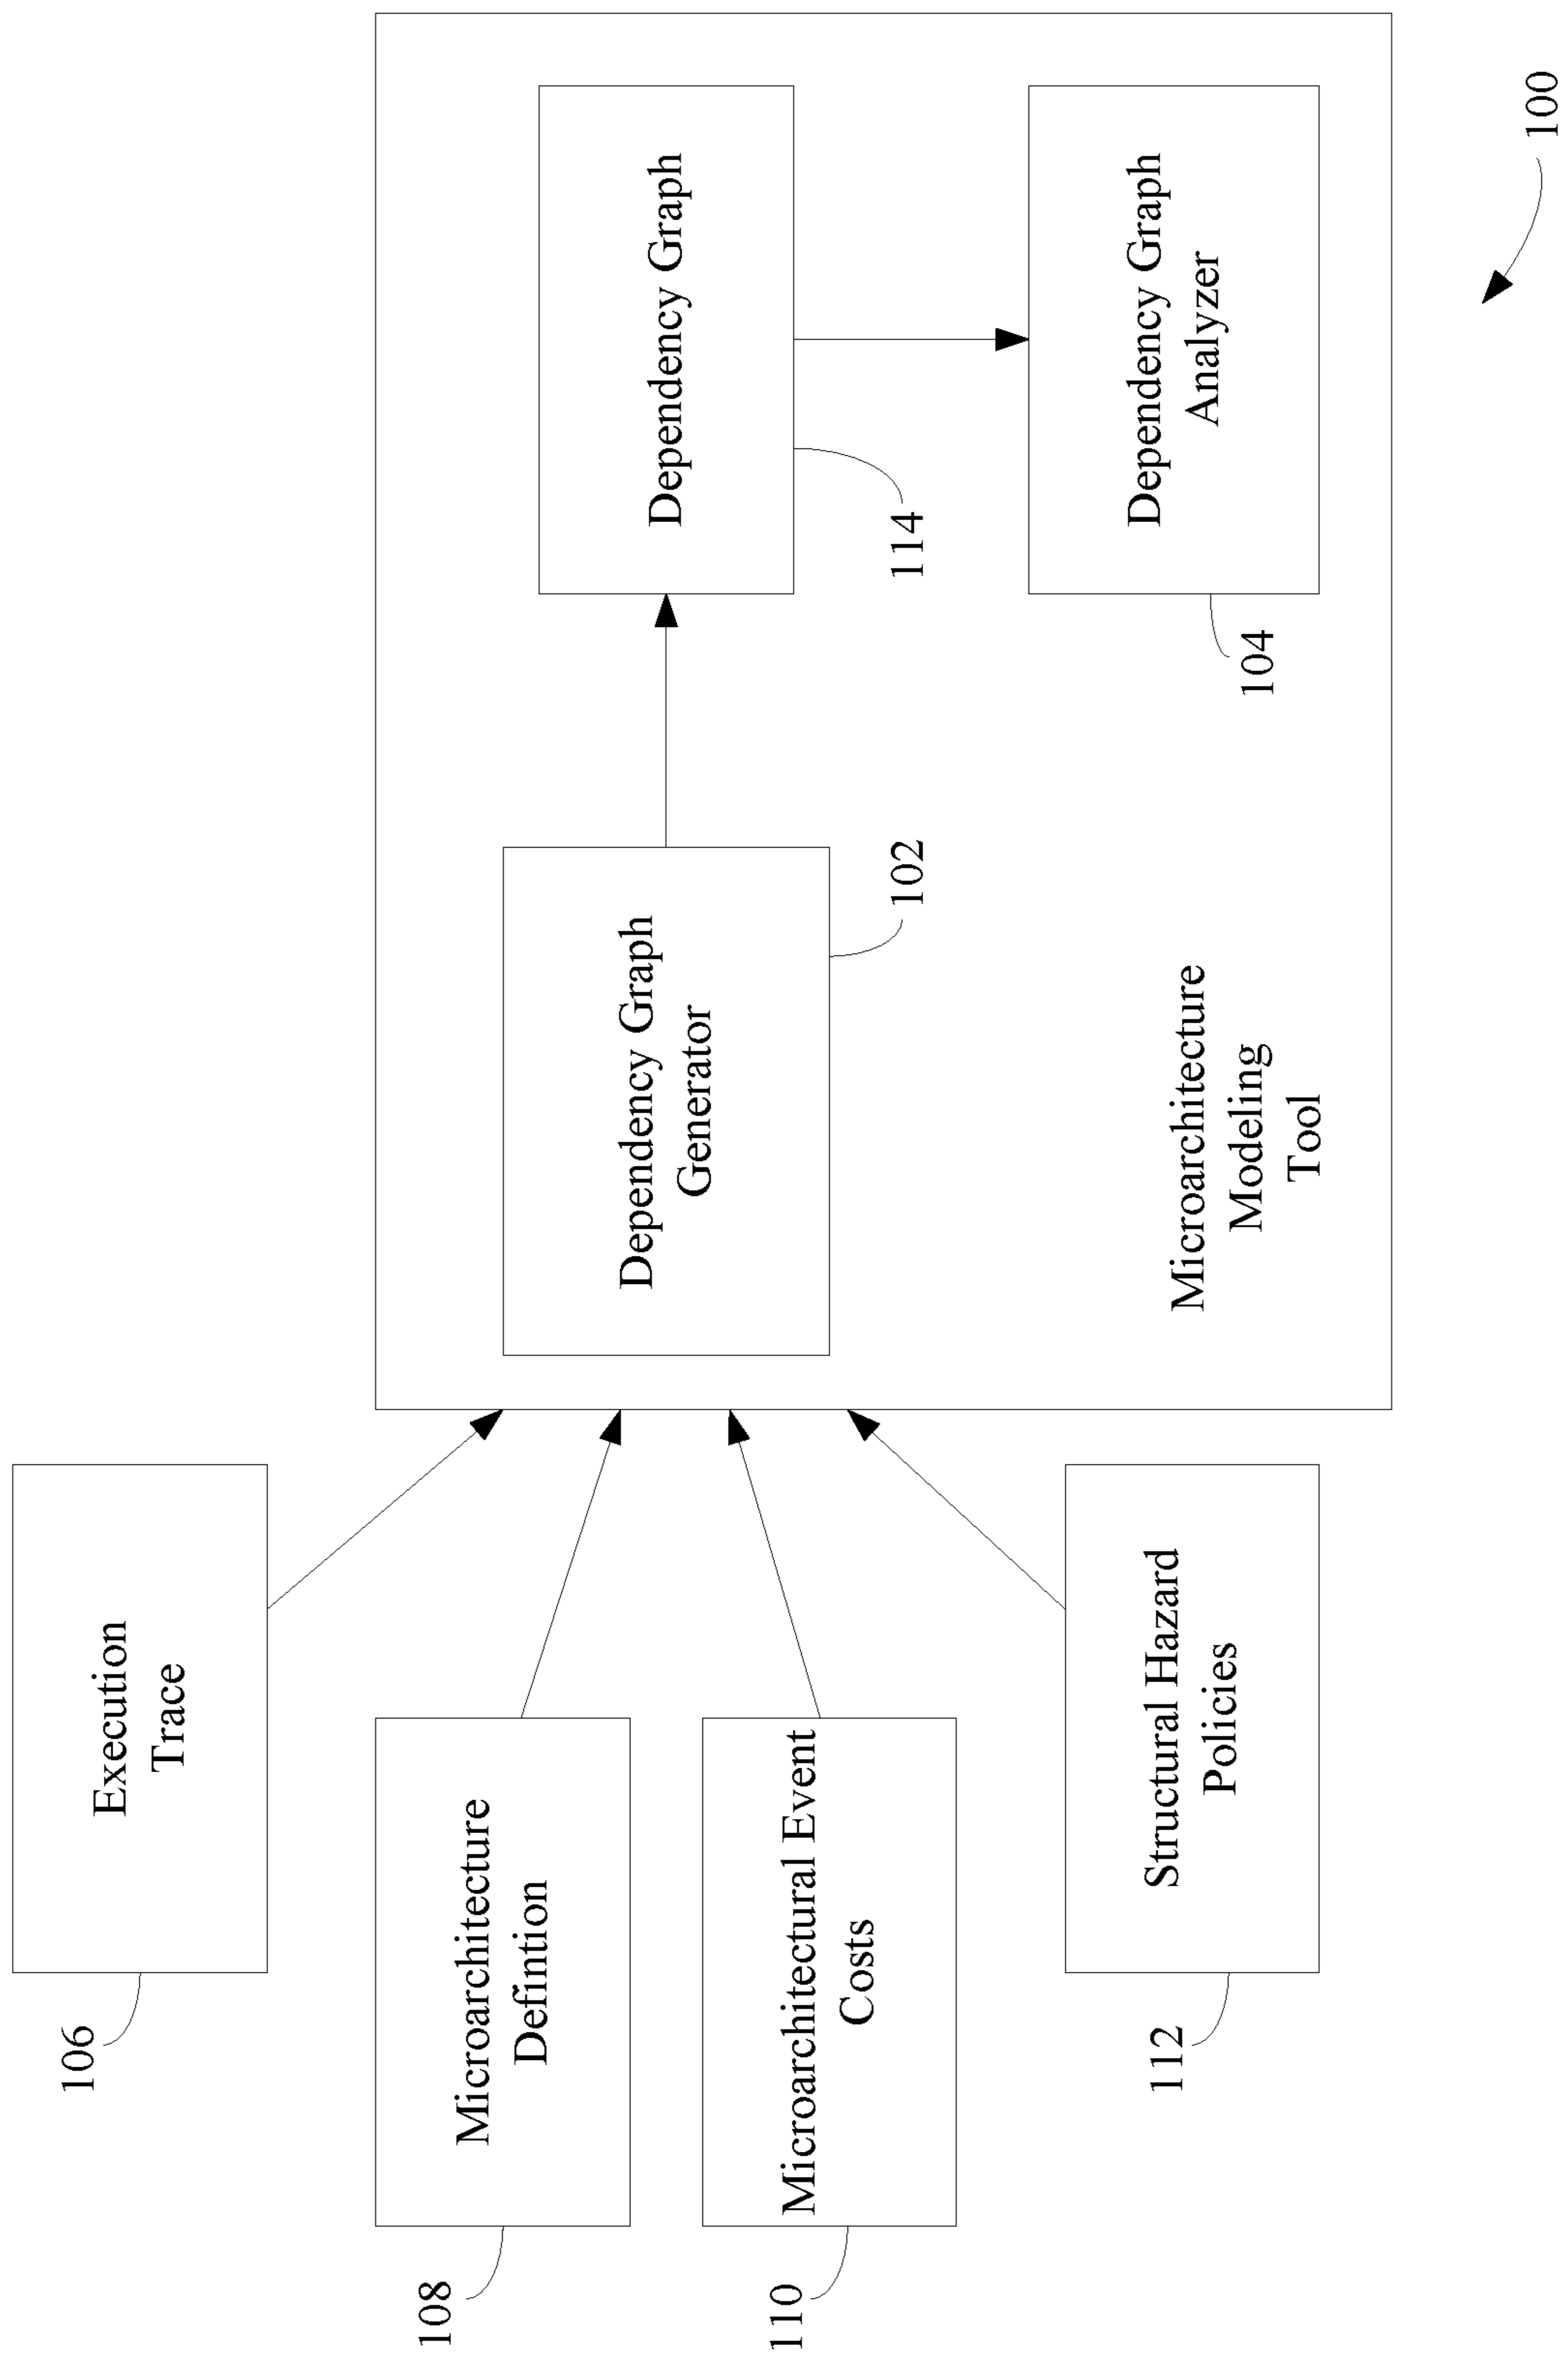 106
Execution
Trace
108
Microarchitecture
Defintion
110
Microarchitectural Event
Costs
112
Structural Hazard
Policies
Dependency Graph
Generator
102
Dependency Graph
114
Dependency Graph
Analyzer
104
Microarchitecture
Modeling
Tool
100